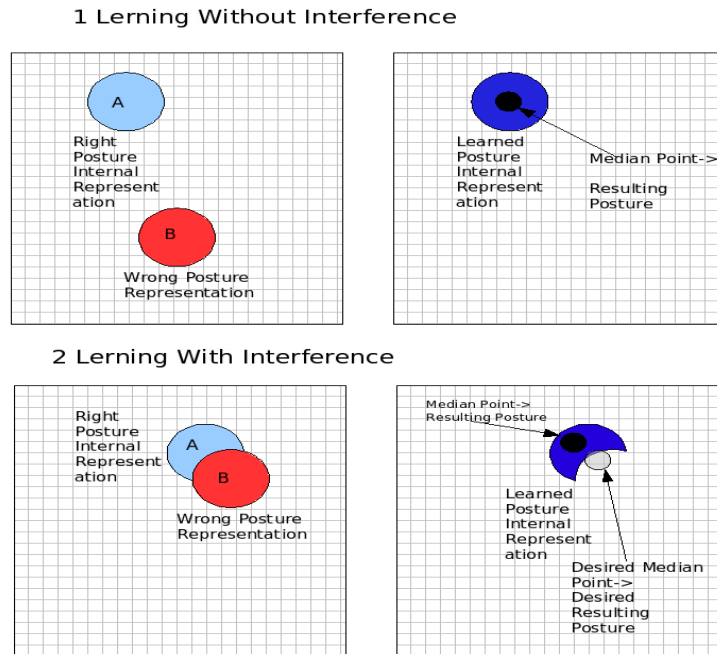 1 Lerning Without Interference
A
Right
Posture
Internal
Represent
ation
B
Wrong Posture
Representation
Learned
Posture
Internal
Represent
ation
Median Point->
Resulting
Posture
2 Lerning With Interference
Right
Posture
Internal
Represent
ation
A
B
Wrong Posture
Representation
Median Point->
Resulting Posture
Learned
Posture
Internal
Represent
ation
Desired Median
Point->
Desired
Resulting
Posture